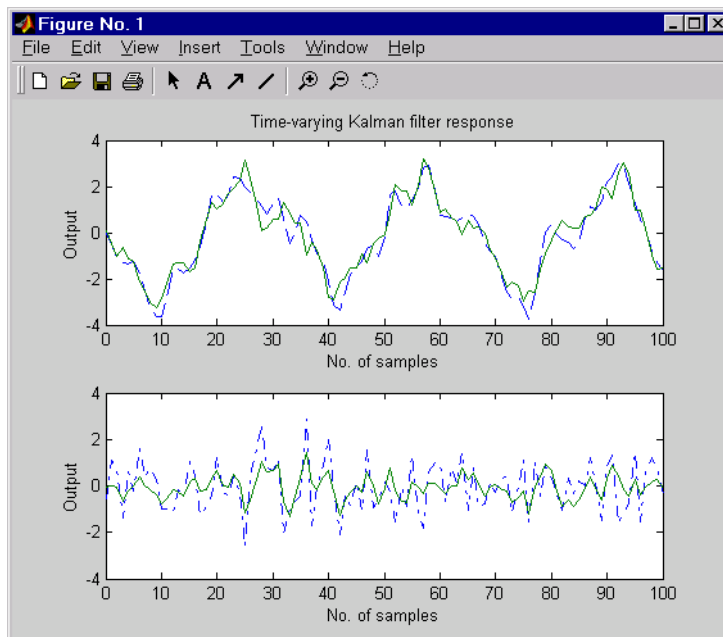 Figure No. 1
File Edit View Insert Tools Window Help
A
Time-varying Kalman filter response
4
2
0
-2
-4
Output
0 10 20 30 40 50 60 70 80 90 100
No. of samples
4
2
0
-2
-4
Output
0 10 20 30 40 50 60 70 80 90 100
No. of samples